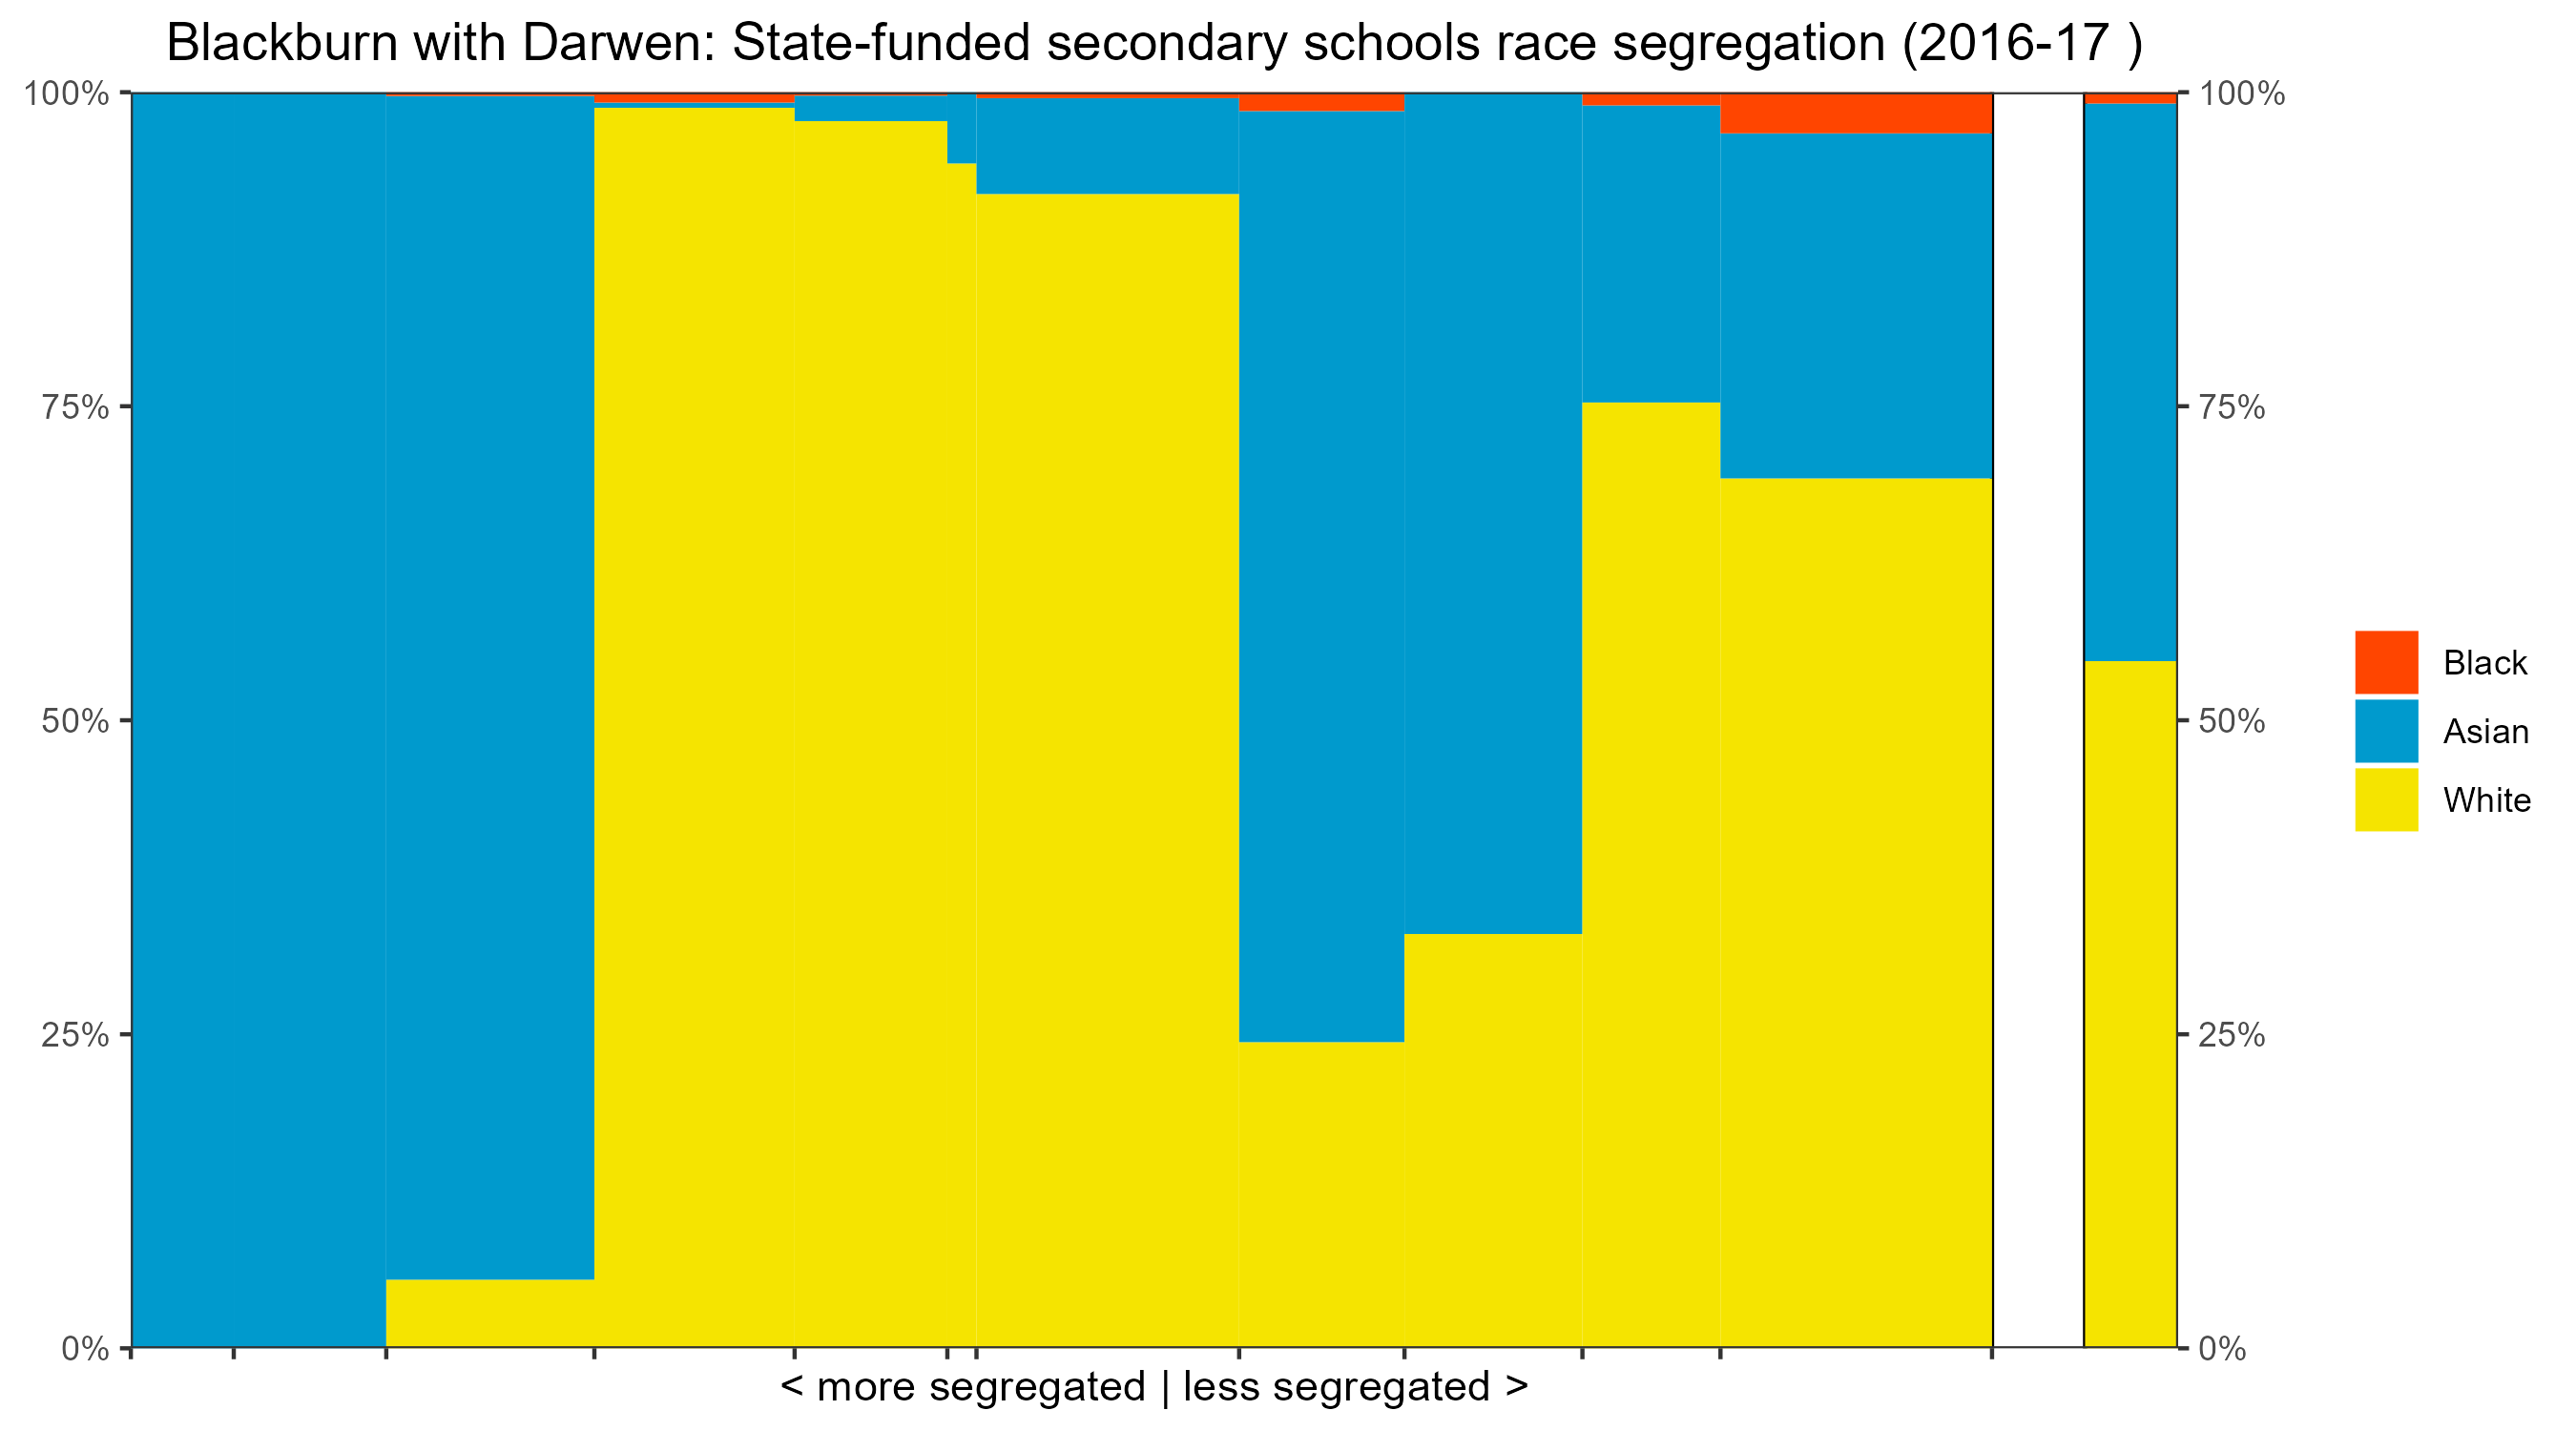 Blackburn with Darwen: State-funded secondary schools race segregation (2016-17 )
100%
100%
75%
75%
50%
50%
25%
25%
0%
0%
Black
Asian
White
< more segregated | less segregated >